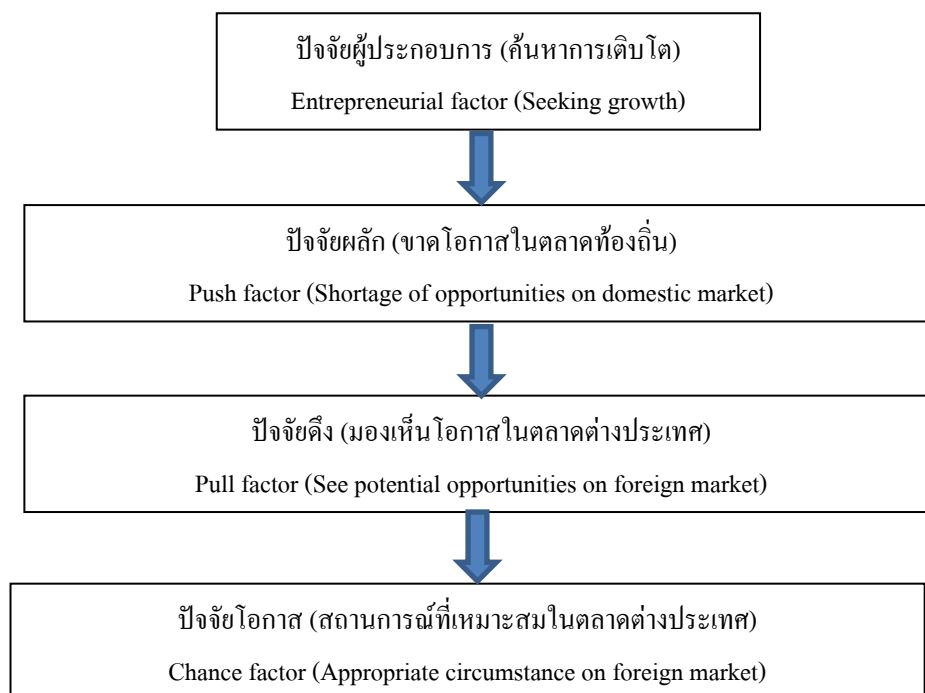 ปัจจัยผู้ประกอบการ (ค้นหาการเติบโต)
Entrepreneurial factor (Seeking growth)
ปัจจัยผลัก (ขาดโอกาสในตลาดท้องถิ่น)
Push factor (Shortage of opportunities on domestic market)
ปัจจัยดึง (มองเห็นโอกาสในตลาดต่างประเทศ)
Pull factor (See potential opportunities on foreign market)
ปัจจัยโอกาส (สถานการณ์ที่เหมาะสมในตลาดต่างประเทศ)
Chance factor (Appropriate circumstance on foreign market)